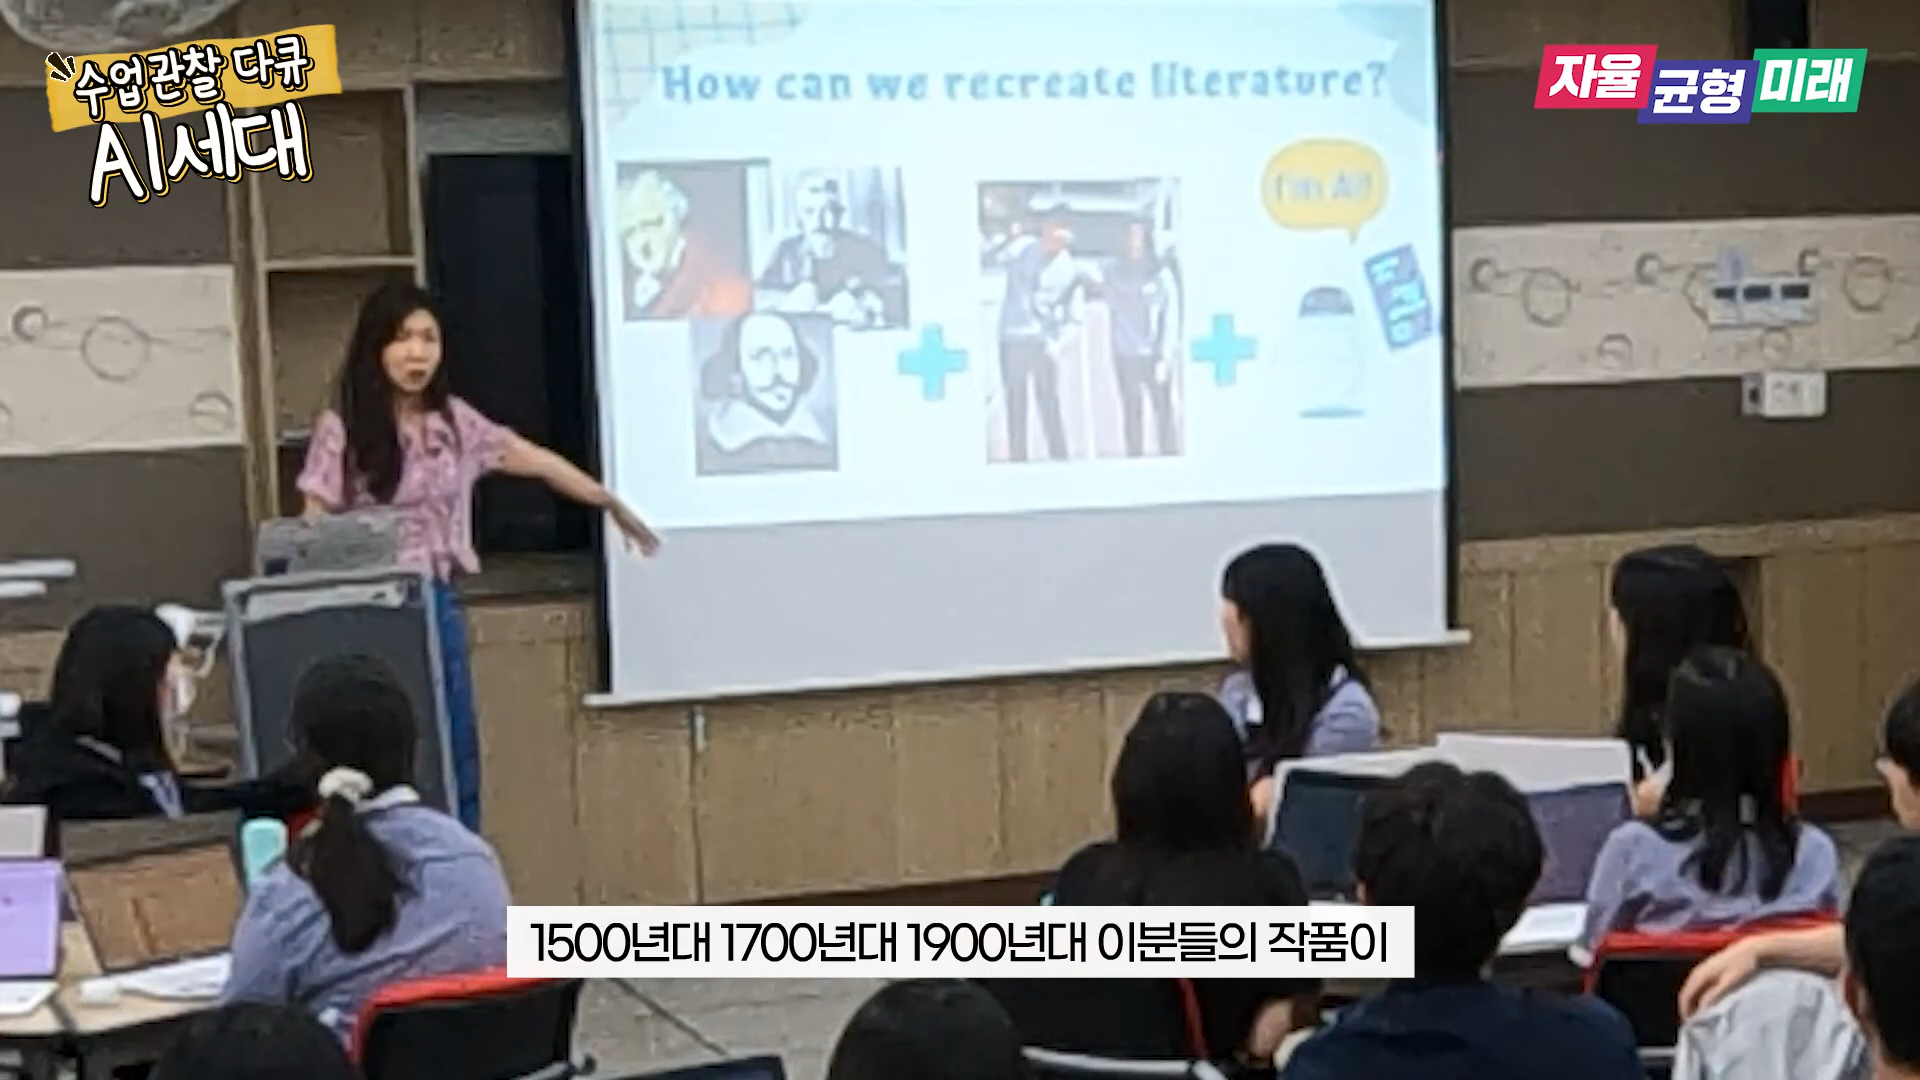 수업관찰 다큐
AI세대
자율 균형 미래
How can we recreate literature?
I'm AI!
1500년대 1700년대 1900년대 이분들의 작품이